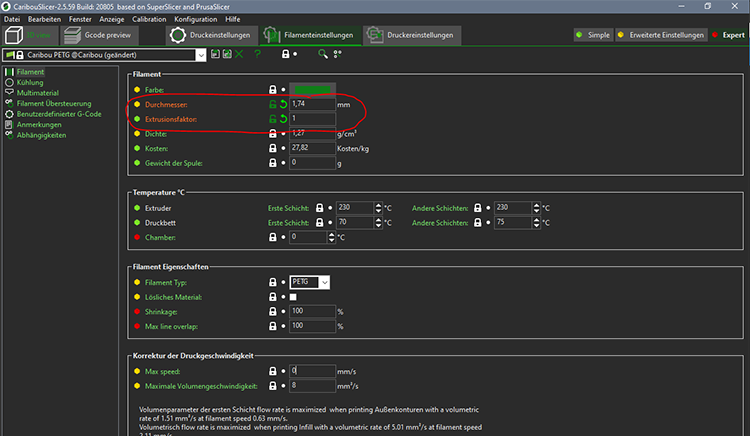 CaribouSlicer-2.5.59 Build: 20805 based on SuperSlicer and PrusaSlicer
Datei Bearbeiten Fenster Anzeige Calibration Konfiguration Hilfe
3D view Gcode preview Druckeinstellungen Filamenteinstellungen Druckereinstellungen Simple Erweiterte Einstellungen Expert
Caribou PETG @Caribou (geändert)
Filament
Kühlung
Multimaterial
Filament Übersteuerung
Benutzerdefinierter G-Code
Anmerkungen
Abhängigkeiten
Filament
Farbe:
Durchmesser: 1,74 mm
Extrusionsfaktor: 1
Dichte: 1,27 g/cm³
Kosten: 27,82 Kosten/kg
Gewicht der Spule: 0 g
Temperature °C
Extruder Erste Schicht: 230 °C Andere Schichten: 230 °C
Druckbett Erste Schicht: 70 °C Andere Schichten: 75 °C
Chamber: 0 °C
Filament Eigenschaften
Filament Typ: PETG
Lösliches Material:
Shrinkage: 100 %
Max line overlap: 100 %
Korrektur der Druckgeschwindigkeit
Max speed: 0 mm/s
Maximale Volumengeschwindigkeit: 8 mm³/s
Volumenparameter der ersten Schicht flow rate is maximized when printing Außenkonturen with a volumetric
rate of 1.51 mm³/s at filament speed 0.63 mm/s.
Volumetrisch flow rate is maximized when printing Infill with a volumetric rate of 5.01 mm³/s at filament speed